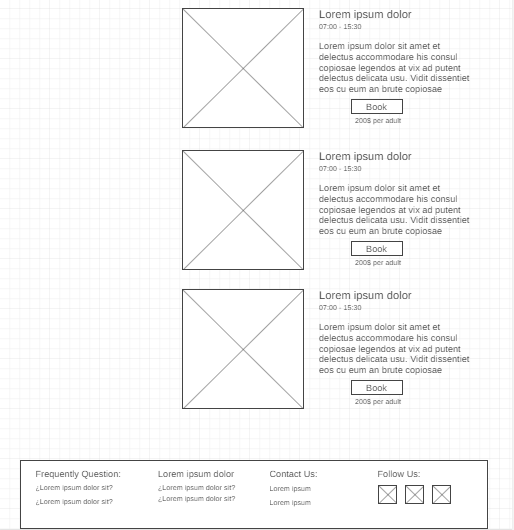 Lorem ipsum dolor
07:00 - 15:30
Lorem ipsum dolor sit amet et
delectus accommodare his consul
copiosae legendos at vix ad putent
delectus delicata usu. Vidit dissentiet
eos cu eum an brute copiosae
Book
200$ per adult
Lorem ipsum dolor
07:00 - 15:30
Lorem ipsum dolor sit amet et
delectus accommodare his consul
copiosae legendos at vix ad putent
delectus delicata usu. Vidit dissentiet
eos cu eum an brute copiosae
Book
200$ per adult
Lorem ipsum dolor
07:00 - 15:30
Lorem ipsum dolor sit amet et
delectus accommodare his consul
copiosae legendos at vix ad putent
delectus delicata usu. Vidit dissentiet
eos cu eum an brute copiosae
Book
200$ per adult
Frequently Question:
¿Lorem ipsum dolor sit?
¿Lorem ipsum dolor sit?
Lorem ipsum dolor
¿Lorem ipsum dolor sit?
¿Lorem ipsum dolor sit?
Contact Us:
Lorem ipsum
Lorem ipsum
Follow Us: